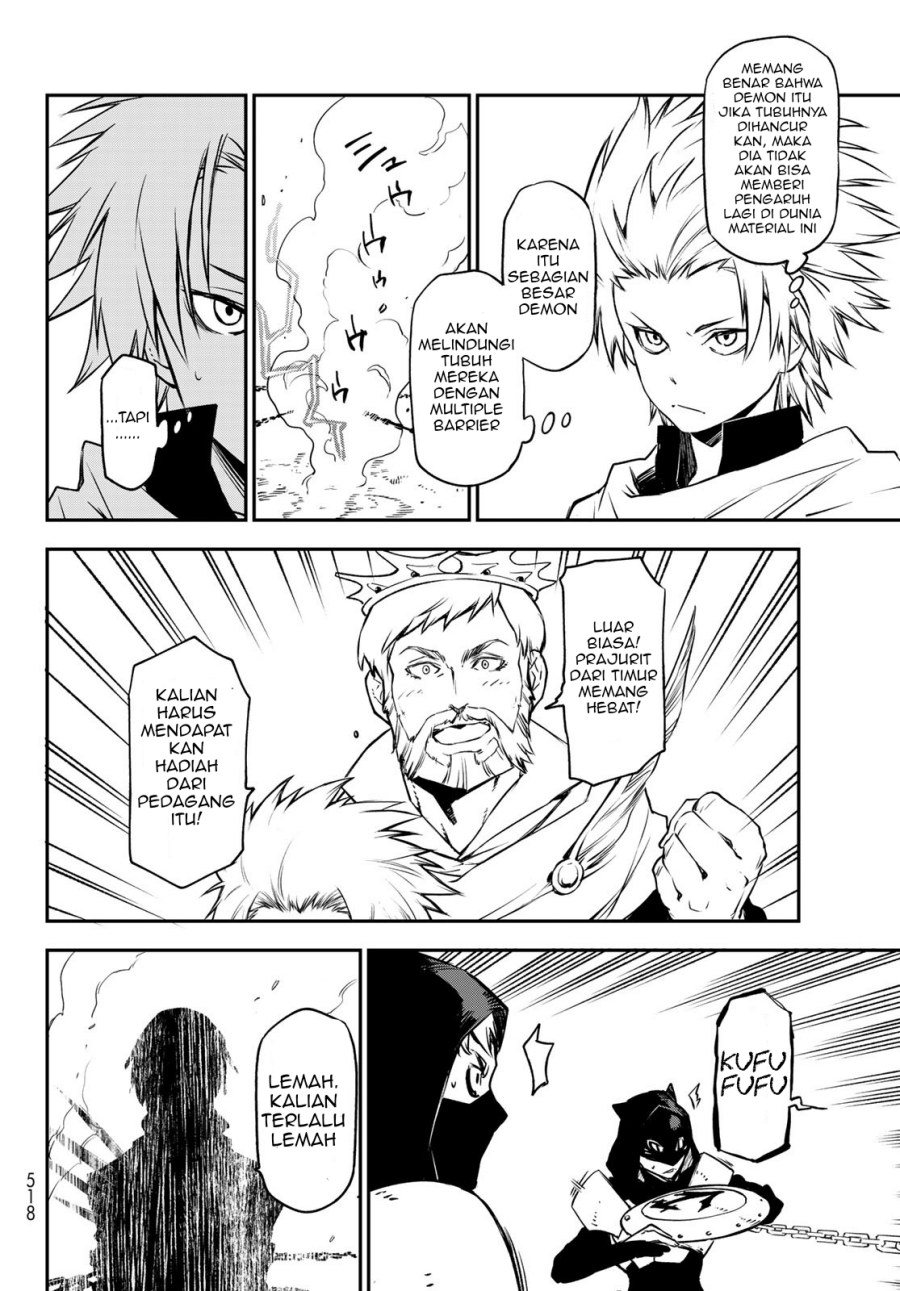 MEMANG
BENAR BAHWA
DEMON ITU
JIKA TUBUHNYA
DIHANCUR
KAN, MAKA
DIA TIDAK
AKAN BISA
MEMBERI
PENGARUH
LAGI DI DUNIA
MATERIAL INI
KARENA
ITU
SEBAGIAN
BESAR
DEMON
AKAN
MELINDUNGI
TUBUH
MEREKA
DENGAN
MULTIPLE
BARRIER
...TAPI
......
LUAR
BIASA!
PRAJURIT
DARI TIMUR
MEMANG
HEBAT!
KALIAN
HARUS
MENDAPAT
KAN
HADIAH
DARI
PEDAGANG
ITU!
KUFU
FUFU
LEMAH.
KALIAN
TERLALU
LEMAH
518